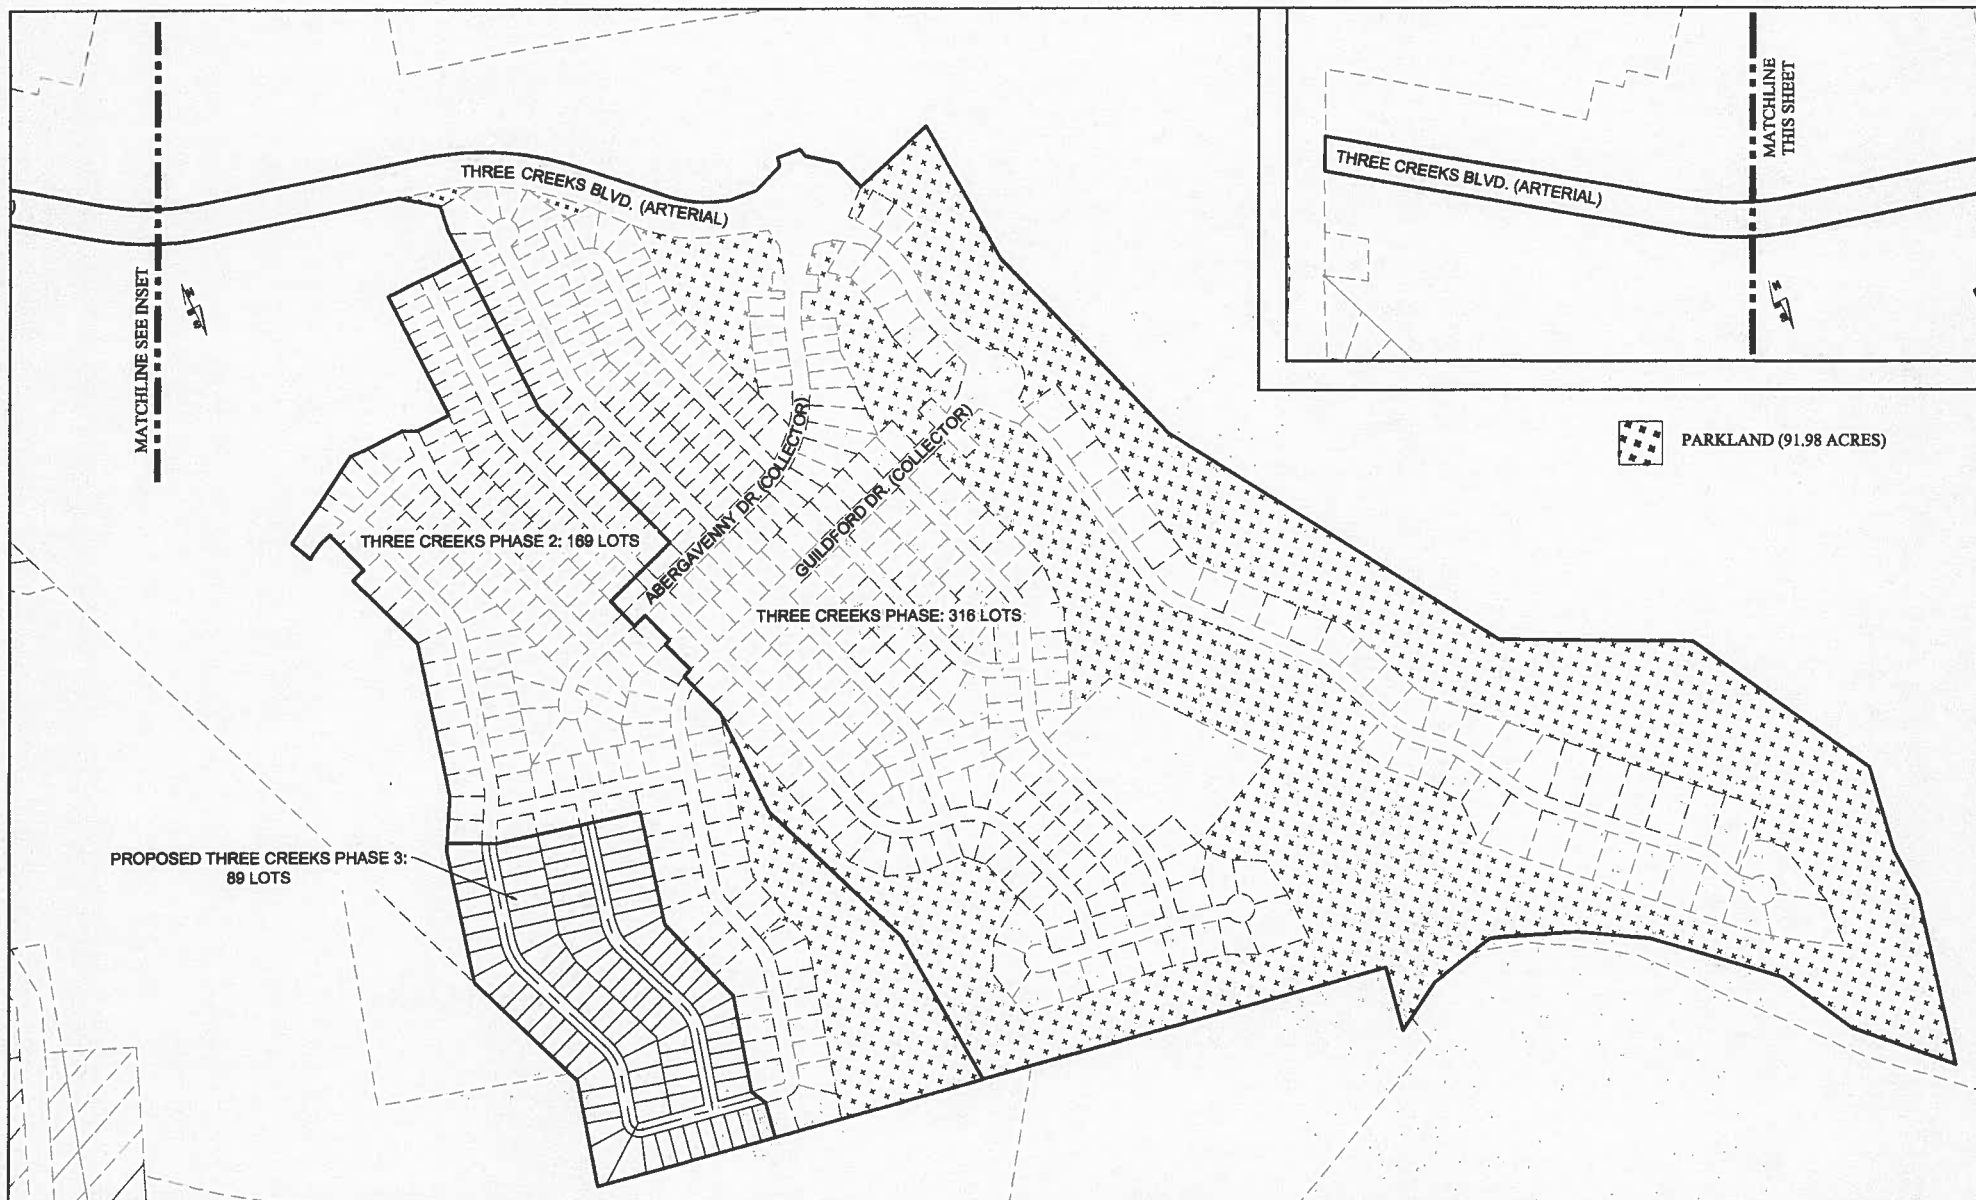 THREE CREEKS BLVD. (ARTERIAL)
MATCHLINE SEE INSET
MATCHLINE
THIS SHEET
THREE CREEKS BLVD. (ARTERIAL)
PARKLAND (91.98 ACRES)
ABERGAVENNY DR. (COLLECTOR)
GUILDFORD DR. (COLLECTOR)
THREE CREEKS PHASE 2: 169 LOTS
THREE CREEKS PHASE: 316 LOTS
PROPOSED THREE CREEKS PHASE 3:
89 LOTS